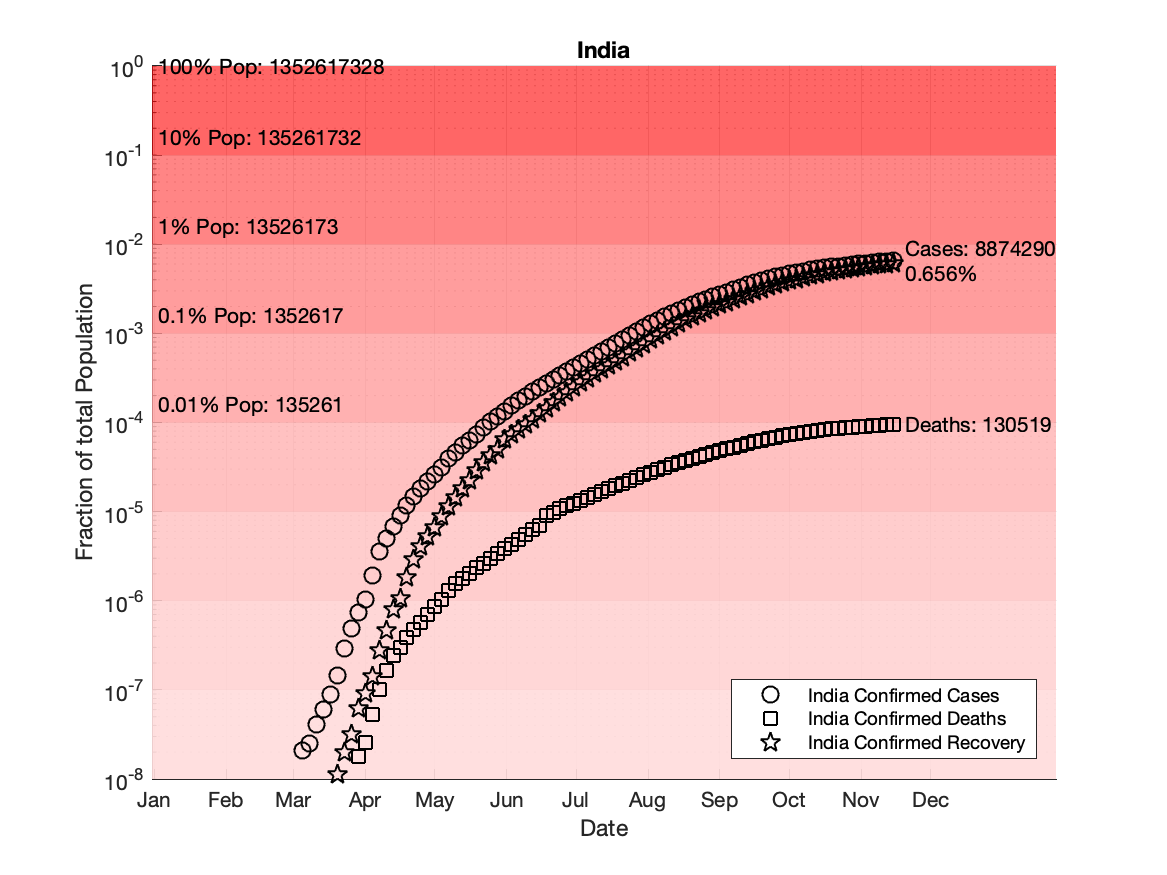 India
10^0
100% Pop: 1352617328
10% Pop: 135261732
10^-1
1% Pop: 13526173
10^-2
Cases: 8874290
0.656%
0.1% Pop: 1352617
10^-3
0.01% Pop: 135261
10^-4
Deaths: 130519
10^-5
10^-6
10^-7
10^-8
Fraction of total Population
India Confirmed Cases
India Confirmed Deaths
India Confirmed Recovery
Jan Feb Mar Apr May Jun Jul Aug Sep Oct Nov Dec
Date